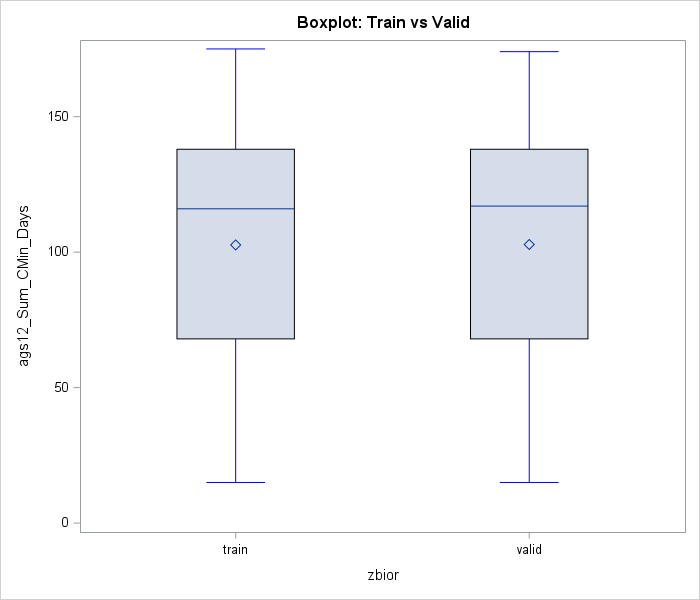 Boxplot: Train vs Valid
ags12_Sum_CMin_Days
150
100
50
0
train
valid
zbior